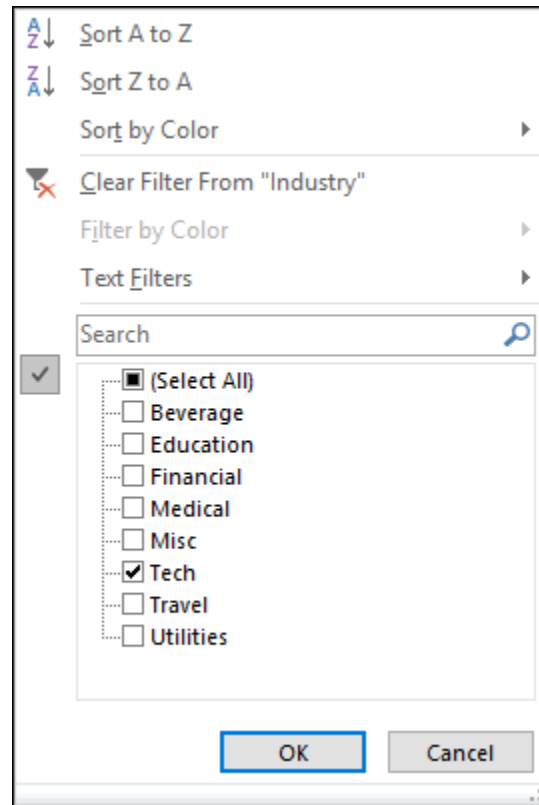 Sort A to Z
Sort Z to A
Sort by Color
Clear Filter From "Industry"
Filter by Color
Text Filters
Search
(Select All)
Beverage
Education
Financial
Medical
Misc
Tech
Travel
Utilities
OK Cancel